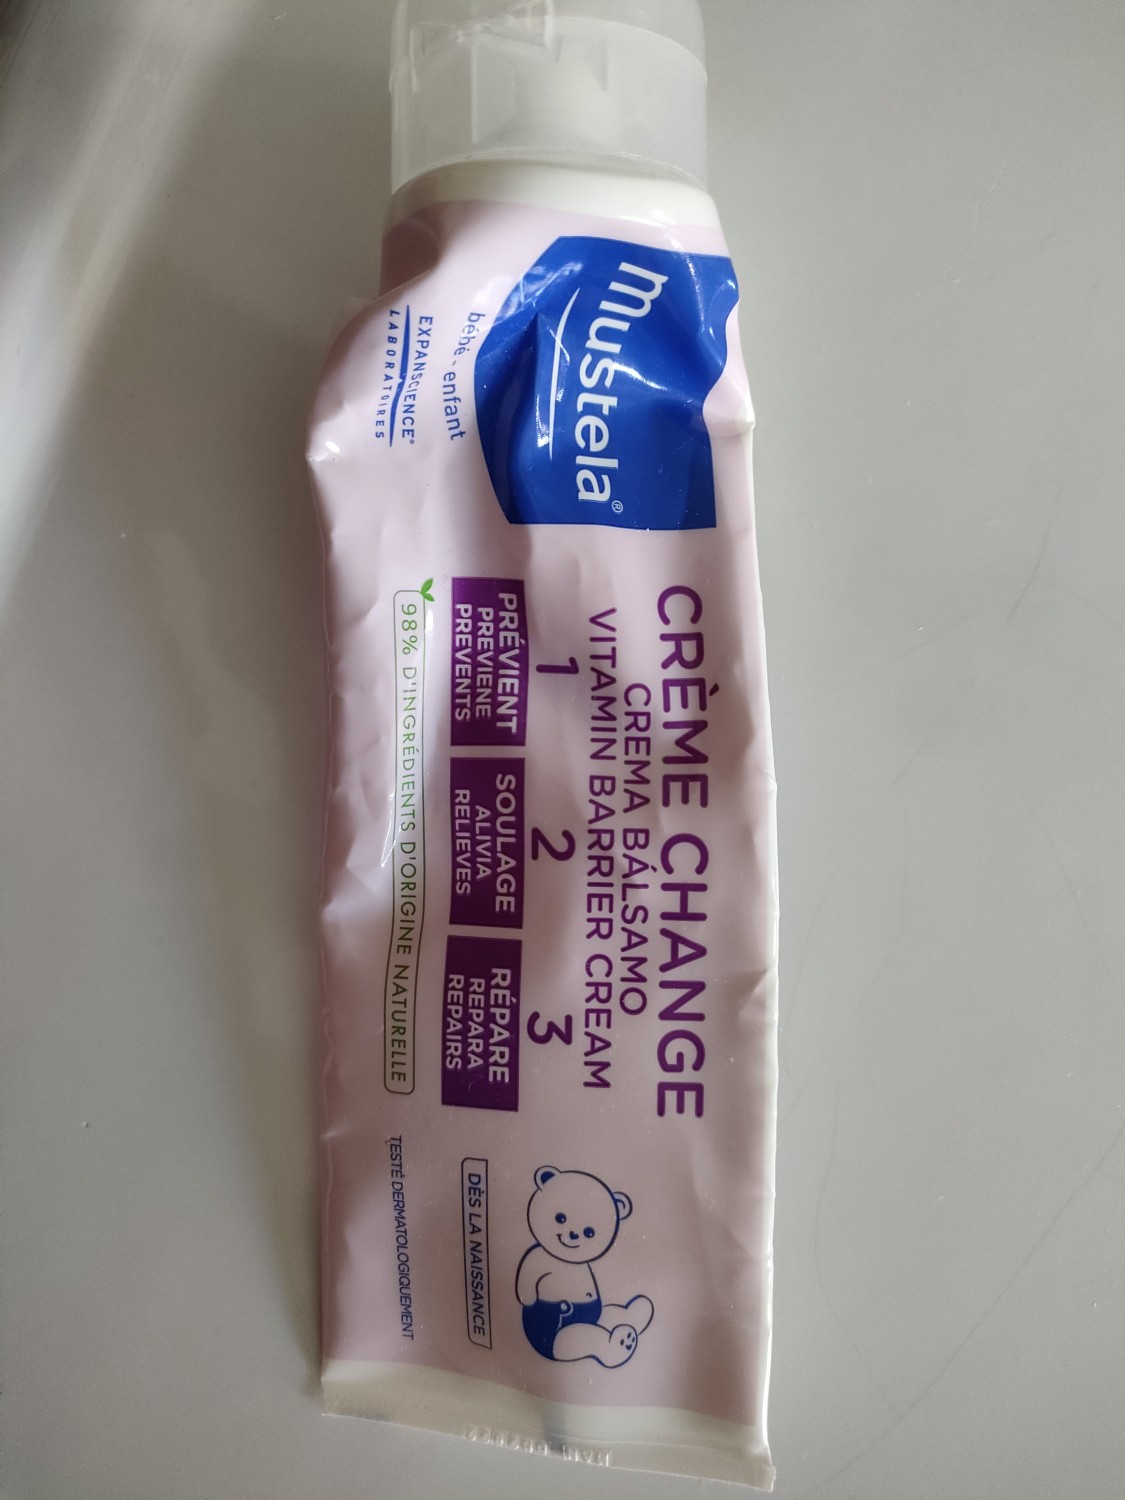 Mustela®
bébé - enfant
EXPANSCIENCE®
LABORATOIRES
CRÈME CHANGE
CREMA BÁLSAMO
VITAMIN BARRIER CREAM
1
PRÉVIENT
PREVIENE
PREVENTS
2
SOULAGE
ALIVIA
RELIEVES
3
RÉPARE
REPARA
REPAIRS
98% D'INGRÉDIENTS D'ORIGINE NATURELLE
DÈS LA NAISSANCE
TESTÉ DERMATOLOGIQUEMENT